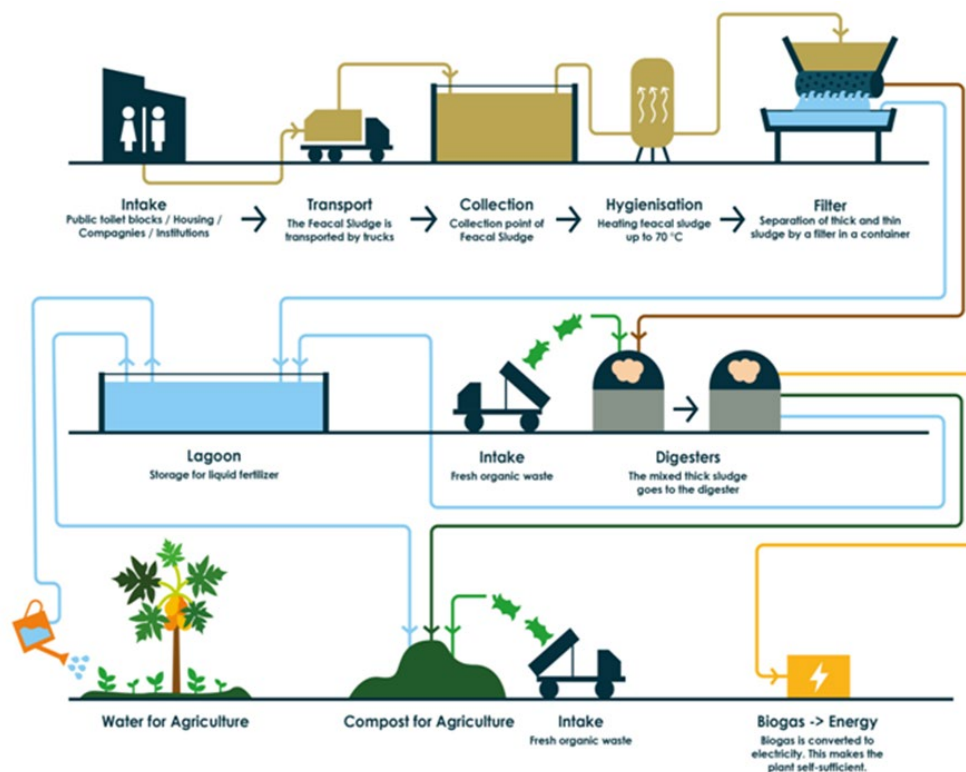 Intake
Public toilet blocks / Housing /
Compagnies / Institutions
Transport
The Feacal Sludge is
transported by trucks
Collection
Collection point of
Feacal Sludge
Hygienisation
Heating feacal sludge
up to 70 °C
Filter
Separation of thick and thin
sludge by a filter in a container
Lagoon
Storage for liquid fertilizer
Intake
Fresh organic waste
Digesters
The mixed thick sludge
goes to the digester
Water for Agriculture
Compost for Agriculture
Intake
Fresh organic waste
Biogas -> Energy
Biogas is converted to
electricity. This makes the
plant self-sufficient.